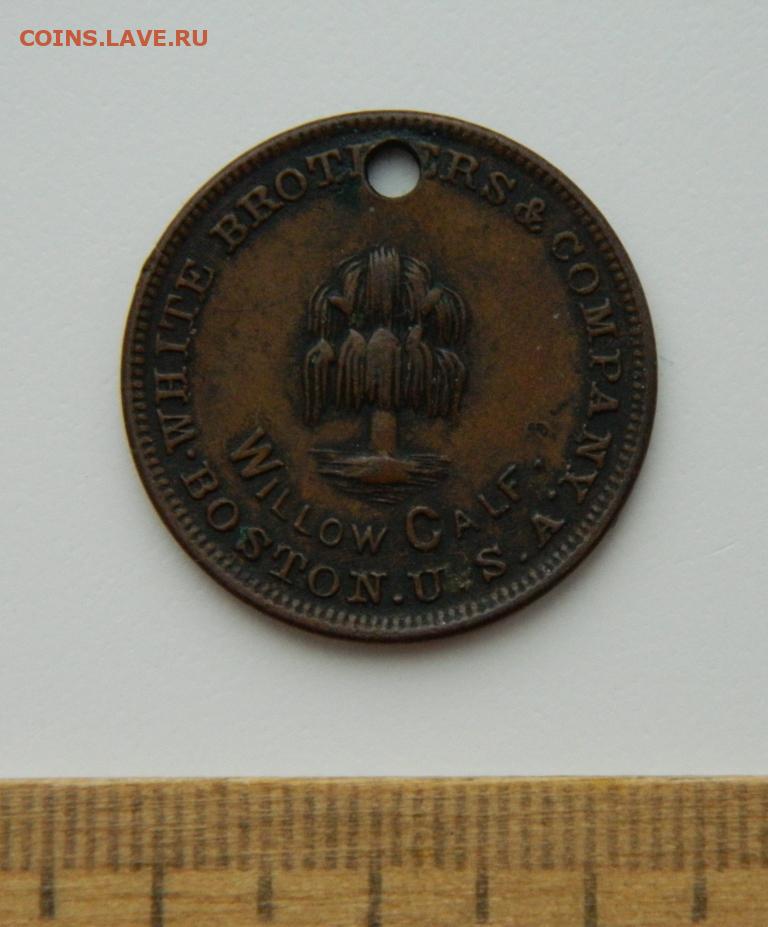 COINS.LAVE.RU
WHITE BROTHERS & COMPANY
WILLOW CALF.
.BOSTON.U.S.A.